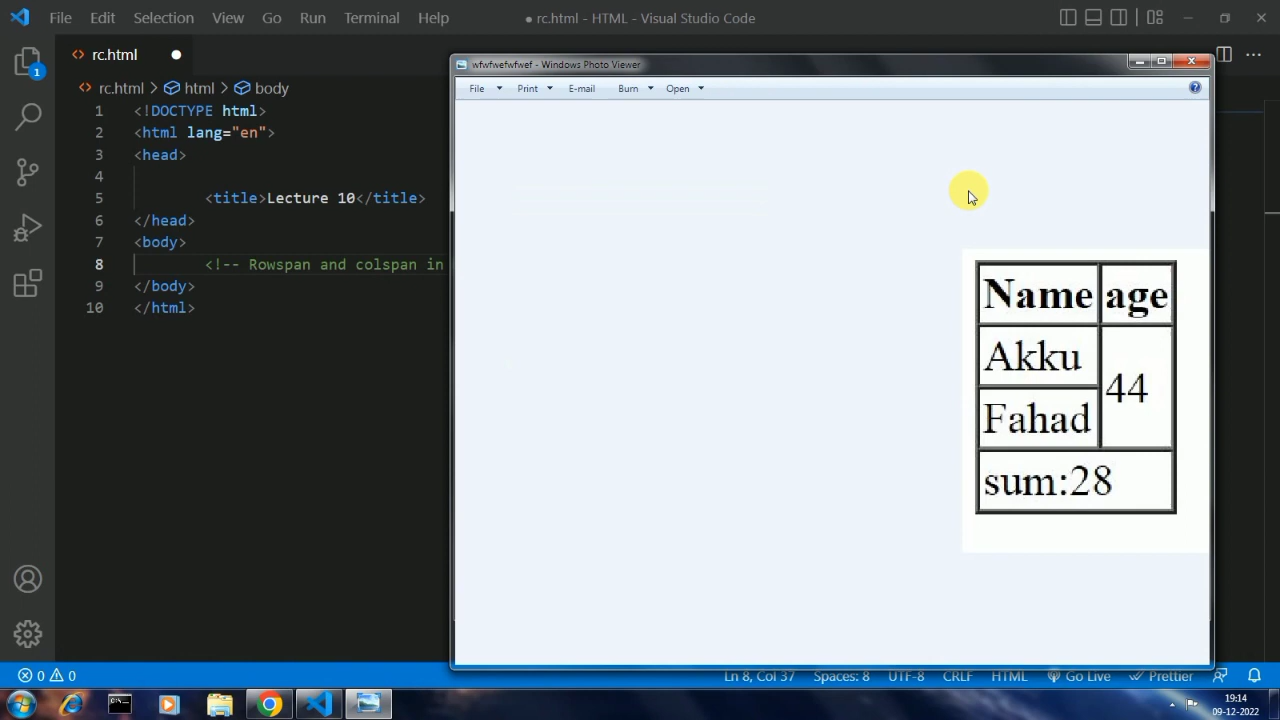 File Edit Selection View Go Run Terminal Help
● rc.html - HTML - Visual Studio Code
rc.html
1
rc.html > html > body
1 <!DOCTYPE html>
2 <html lang="en">
3 <head>
4
5 <title>Lecture 10</title>
6 </head>
7 <body>
8 <!-- Rowspan and colspan in
9 </body>
10 </html>
wfwfwefwfwef - Windows Photo Viewer
File Print E-mail Burn Open
Name age
Akku
44
Fahad
sum:28
0 0
Ln 8, Col 37 Spaces: 8 UTF-8 CRLF HTML Go Live Prettier
19:14
09-12-2022